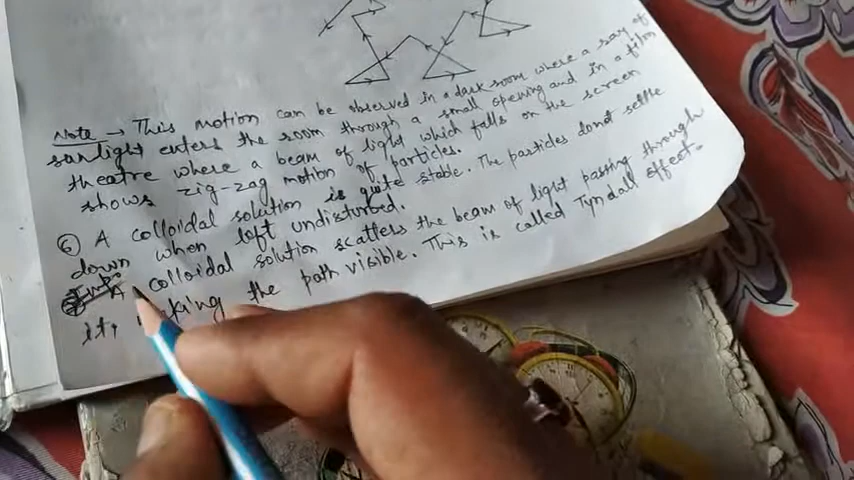 Note → This motion can be observed in a dark room where a ray of
sunlight enters the room through a small opening and in a film
theatre where a beam of light which falls on the screen
shows zig-zag motion of particles.
⑥ A colloidal solution is quite stable. The particles donot settle
down when left undisturbed.
A colloidal solution scatters the beam of light passing through
it, making the path visible. This is called Tyndall effect.